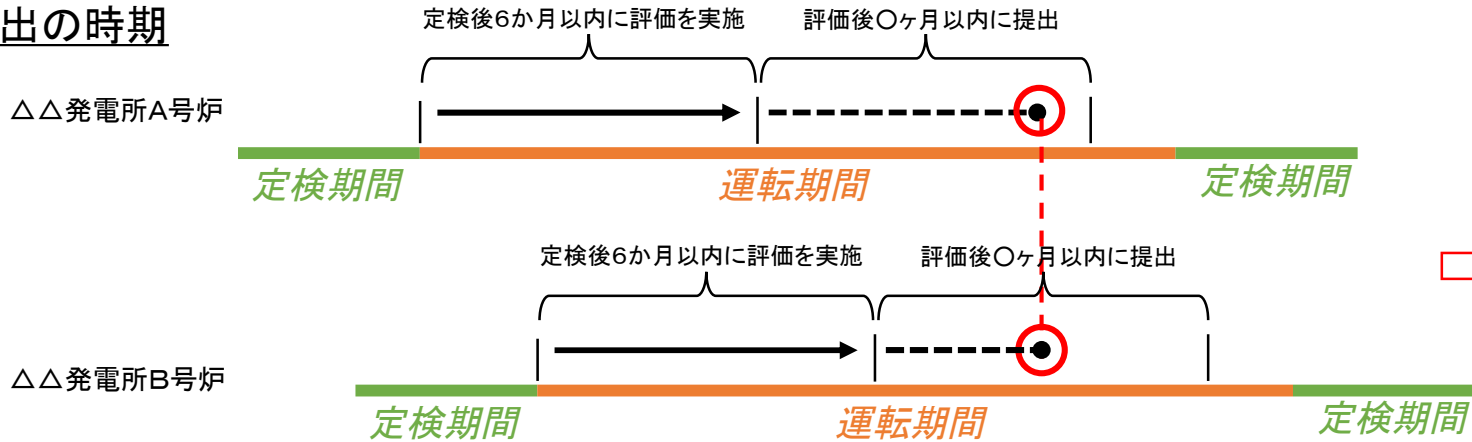 出の時期
定検後6か月以内に評価を実施
評価後〇ヶ月以内に提出
△△発電所A号炉
定検期間
運転期間
定検期間
定検後6か月以内に評価を実施
評価後〇ヶ月以内に提出
△△発電所B号炉
定検期間
運転期間
定検期間